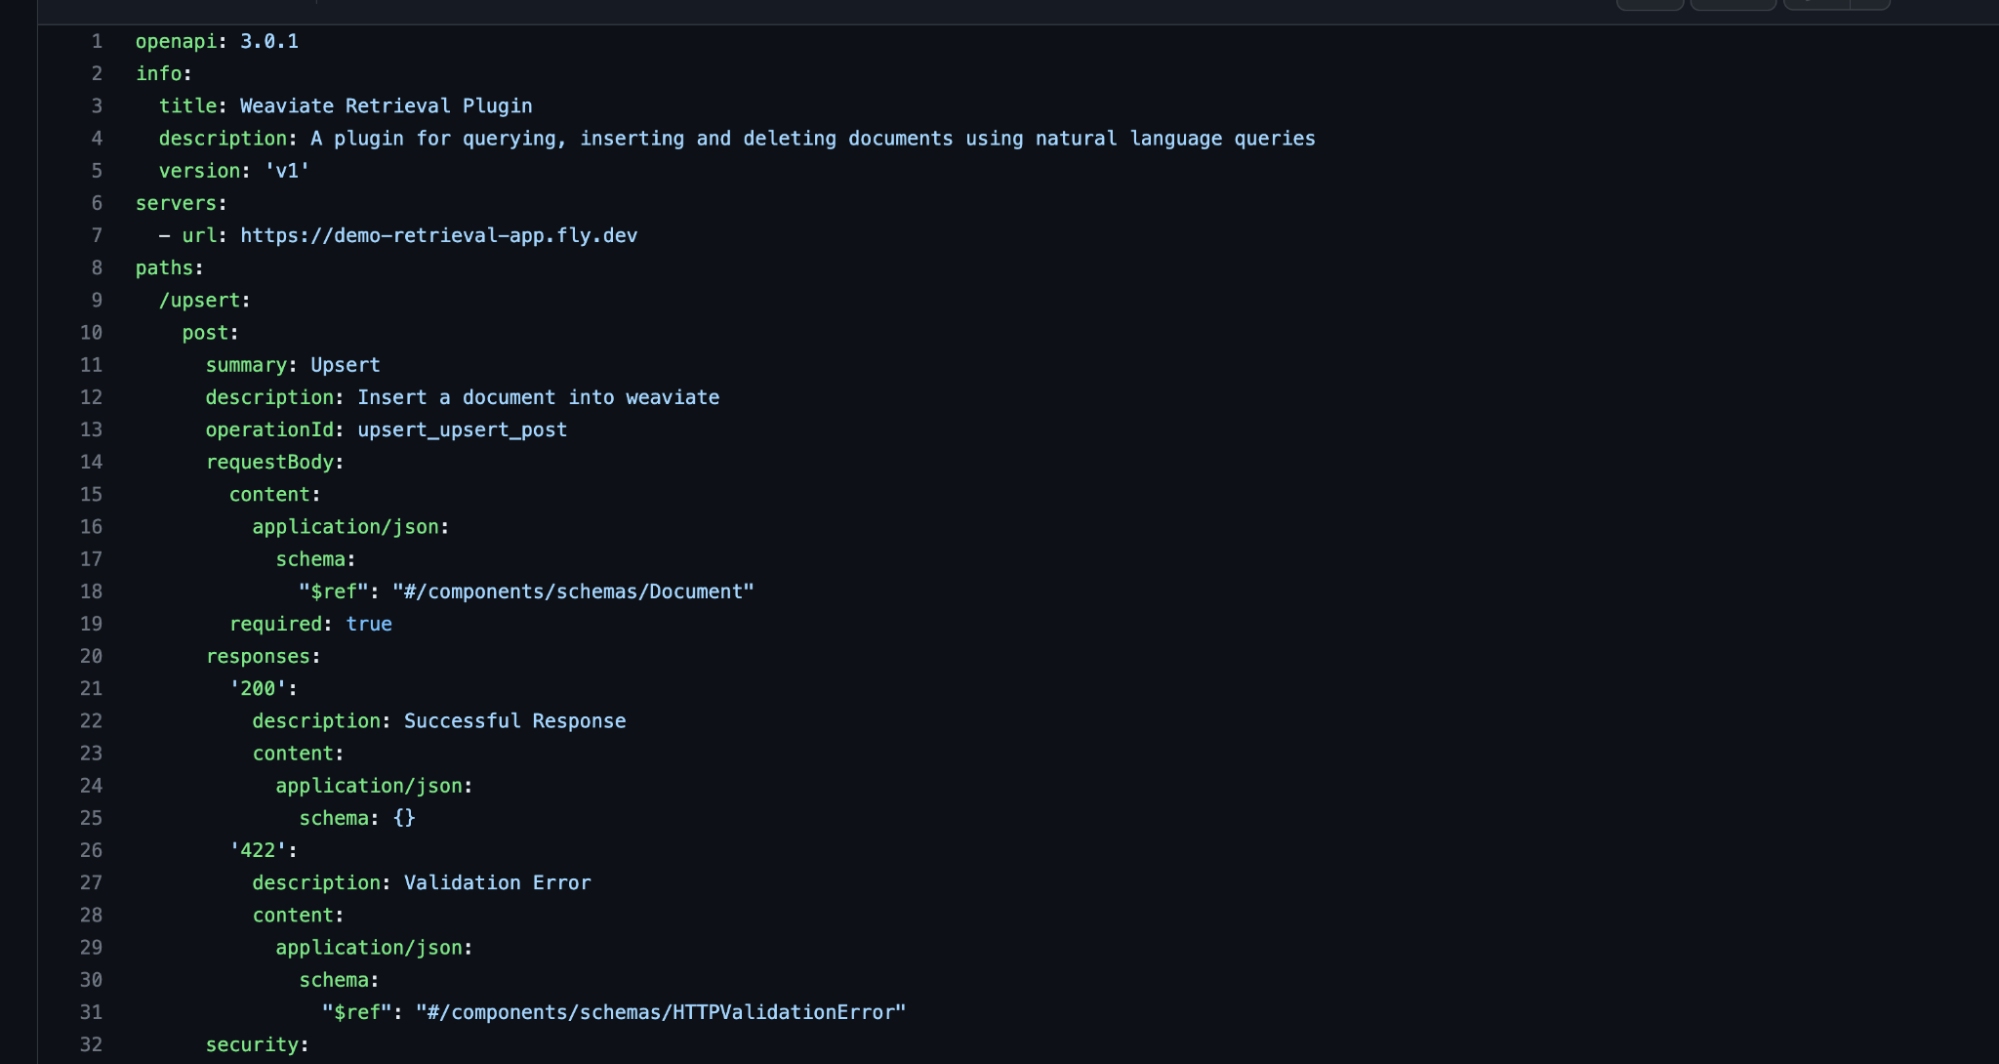 1 openapi: 3.0.1
2 info:
3   title: Weaviate Retrieval Plugin
4   description: A plugin for querying, inserting and deleting documents using natural language queries
5   version: 'v1'
6 servers:
7   - url: https://demo-retrieval-app.fly.dev
8 paths:
9   /upsert:
10     post:
11       summary: Upsert
12       description: Insert a document into weaviate
13       operationId: upsert_upsert_post
14       requestBody:
15         content:
16           application/json:
17             schema:
18               "$ref": "#/components/schemas/Document"
19         required: true
20       responses:
21         '200':
22           description: Successful Response
23           content:
24             application/json:
25               schema: {}
26         '422':
27           description: Validation Error
28           content:
29             application/json:
30               schema:
31                 "$ref": "#/components/schemas/HTTPValidationError"
32       security: